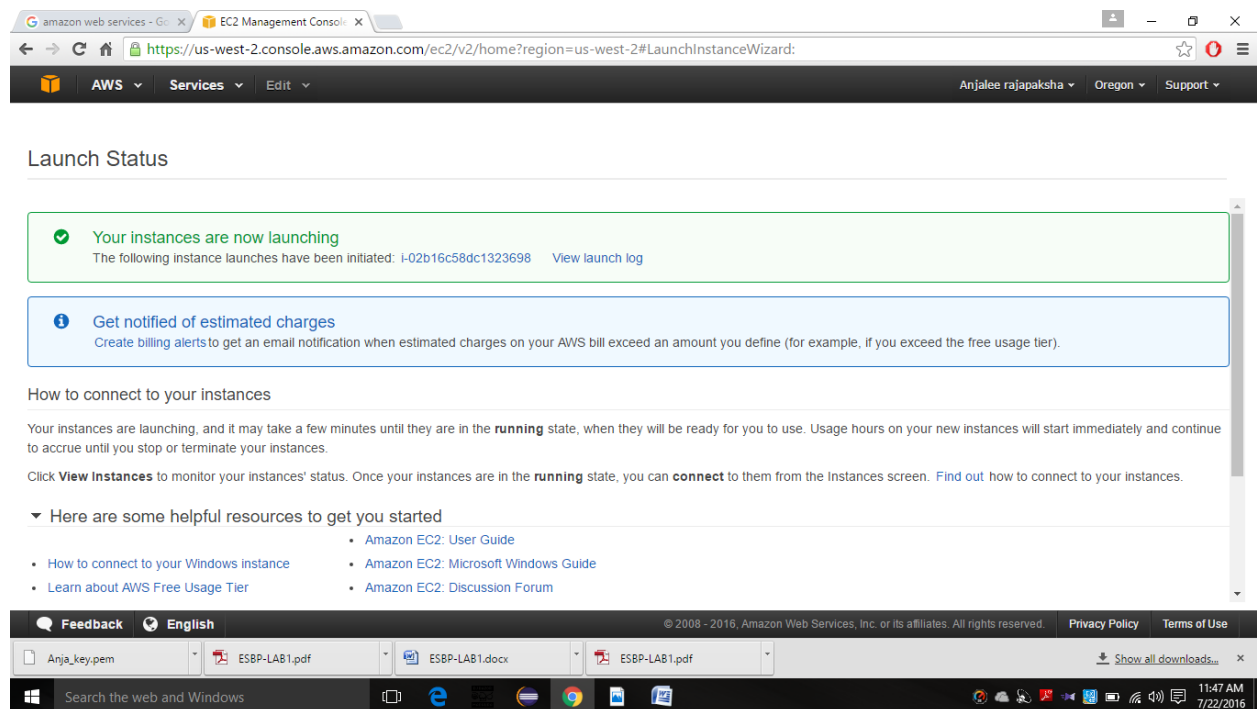 amazon web services - Go
EC2 Management Console
https://us-west-2.console.aws.amazon.com/ec2/v2/home?region=us-west-2#LaunchInstanceWizard:
AWS Services Edit Anjalee rajapaksha Oregon Support
Launch Status
Your instances are now launching
The following instance launches have been initiated: i-02b16c58dc1323698 View launch log
Get notified of estimated charges
Create billing alerts to get an email notification when estimated charges on your AWS bill exceed an amount you define (for example, if you exceed the free usage tier).
How to connect to your instances
Your instances are launching, and it may take a few minutes until they are in the running state, when they will be ready for you to use. Usage hours on your new instances will start immediately and continue
to accrue until you stop or terminate your instances.
Click View Instances to monitor your instances' status. Once your instances are in the running state, you can connect to them from the Instances screen. Find out how to connect to your instances.
Here are some helpful resources to get you started
• Amazon EC2: User Guide
• How to connect to your Windows instance • Amazon EC2: Microsoft Windows Guide
• Learn about AWS Free Usage Tier • Amazon EC2: Discussion Forum
Feedback English © 2008 - 2016, Amazon Web Services, Inc. or its affiliates. All rights reserved. Privacy Policy Terms of Use
Anja_key.pem ESBP-LAB1.pdf ESBP-LAB1.docx ESBP-LAB1.pdf Show all downloads...
Search the web and Windows
11:47 AM
7/22/2016